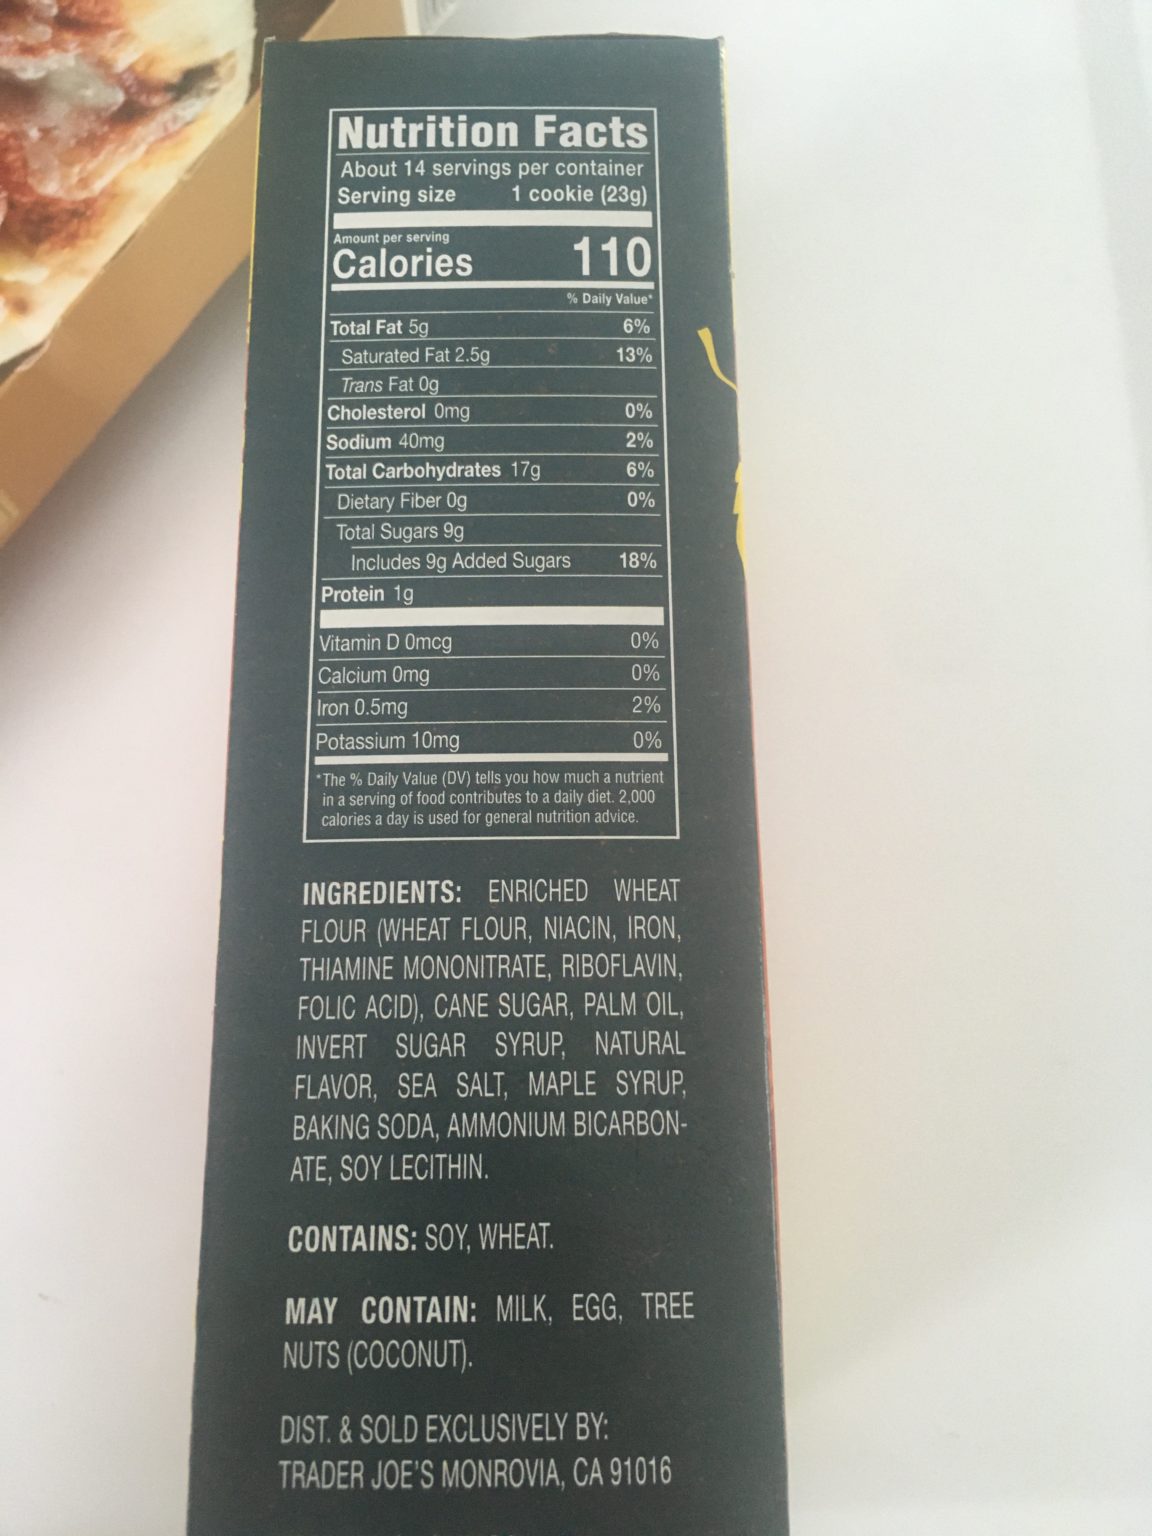 Nutrition Facts
About 14 servings per container
Serving size 1 cookie (23g)
Amount per serving
Calories 110
% Daily Value*
Total Fat 5g 6%
Saturated Fat 2.5g 13%
Trans Fat 0g
Cholesterol 0mg 0%
Sodium 40mg 2%
Total Carbohydrates 17g 6%
Dietary Fiber 0g 0%
Total Sugars 9g
Includes 9g Added Sugars 18%
Protein 1g
Vitamin D 0mcg 0%
Calcium 0mg 0%
Iron 0.5mg 2%
Potassium 10mg 0%
*The % Daily Value (DV) tells you how much a nutrient
in a serving of food contributes to a daily diet. 2,000
calories a day is used for general nutrition advice.
INGREDIENTS: ENRICHED WHEAT
FLOUR (WHEAT FLOUR, NIACIN, IRON,
THIAMINE MONONITRATE, RIBOFLAVIN,
FOLIC ACID), CANE SUGAR, PALM OIL,
INVERT SUGAR SYRUP, NATURAL
FLAVOR, SEA SALT, MAPLE SYRUP,
BAKING SODA, AMMONIUM BICARBON-
ATE, SOY LECITHIN.
CONTAINS: SOY, WHEAT.
MAY CONTAIN: MILK, EGG, TREE
NUTS (COCONUT).
DIST. & SOLD EXCLUSIVELY BY:
TRADER JOE'S MONROVIA, CA 91016